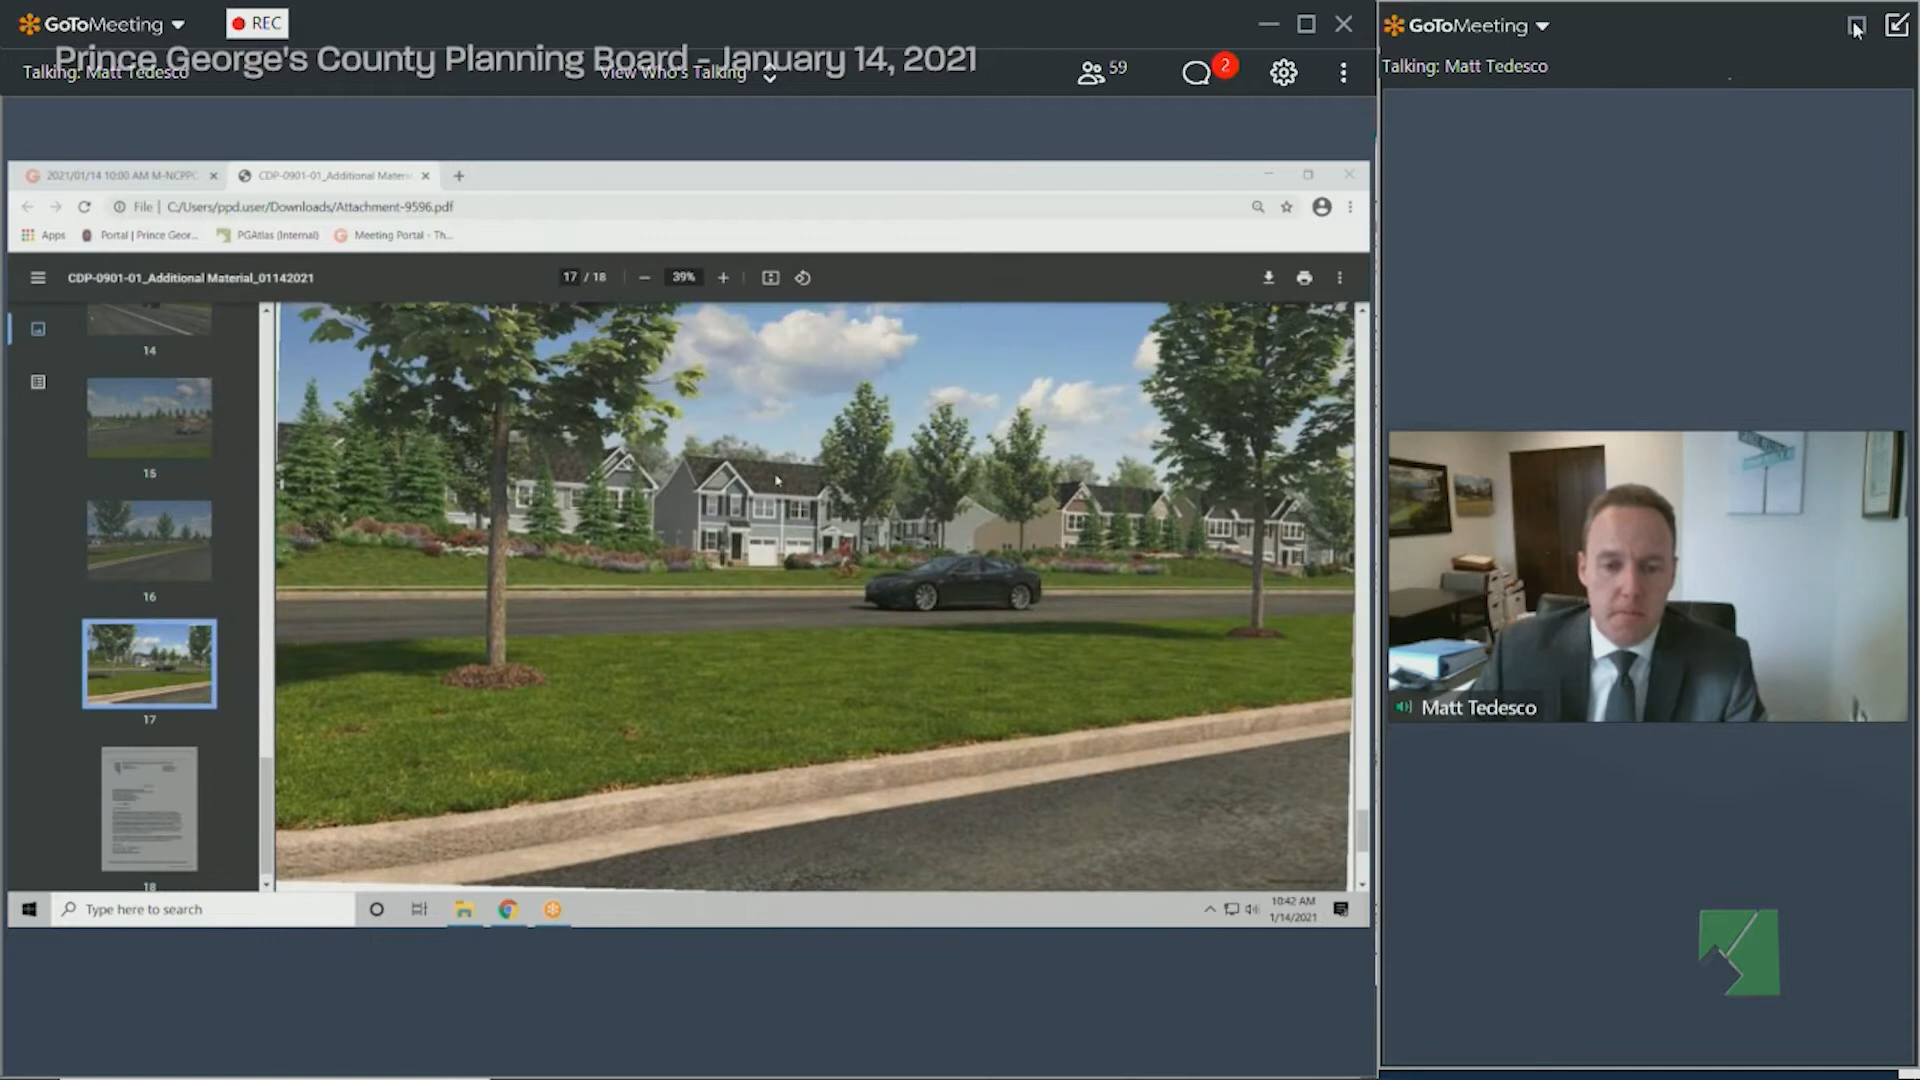 GoToMeeting
REC
Prince George's County Planning Board - January 14, 2021
Talking: Matt Tedesco
View Who's Talking
59
2
2021/01/14 10:00 AM M-NCPPC
CDP-0901-01_Additional Materi
File | C:/Users/ppd.user/Downloads/Attachment-9596.pdf
Apps
Portal | Prince Geor...
PGAtlas (Internal)
Meeting Portal - Th...
CDP-0901-01_Additional Material_01142021
17 / 18
39%
14
15
16
17
18
Type here to search
10:42 AM
1/14/2021
GoToMeeting
Talking: Matt Tedesco
Matt Tedesco